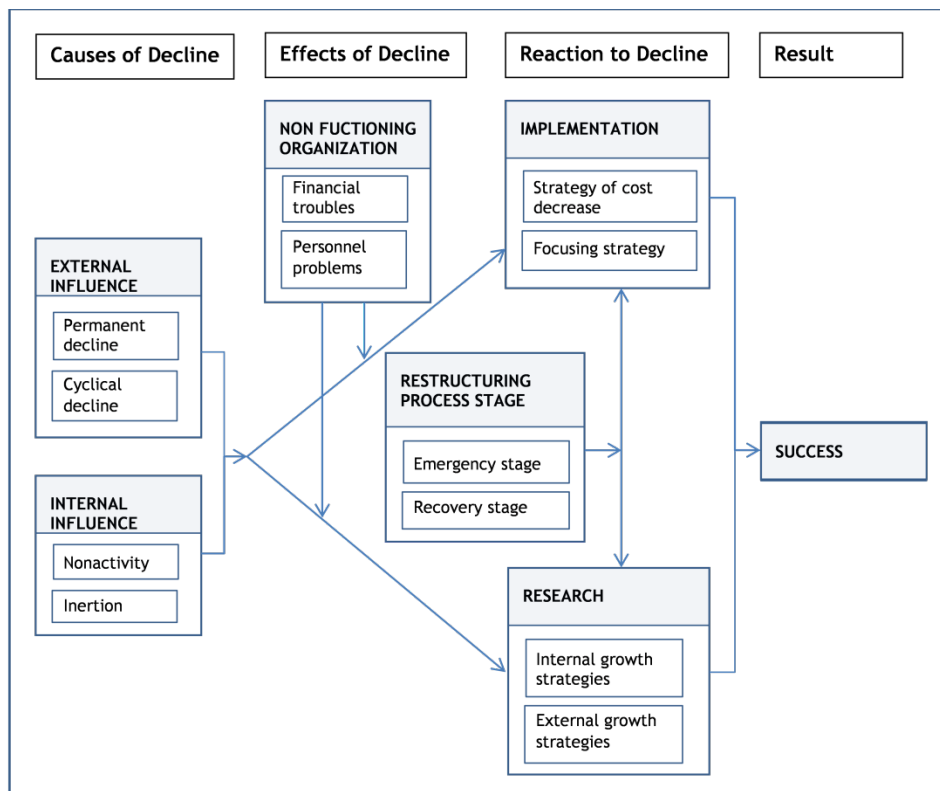 Causes of Decline
Effects of Decline
Reaction to Decline
Result
NON FUCTIONING
ORGANIZATION
Financial
troubles
Personnel
problems
IMPLEMENTATION
Strategy of cost
decrease
Focusing strategy
EXTERNAL
INFLUENCE
Permanent
decline
Cyclical
decline
RESTRUCTURING
PROCESS STAGE
Emergency stage
Recovery stage
SUCCESS
INTERNAL
INFLUENCE
Nonactivity
Inertion
RESEARCH
Internal growth
strategies
External growth
strategies